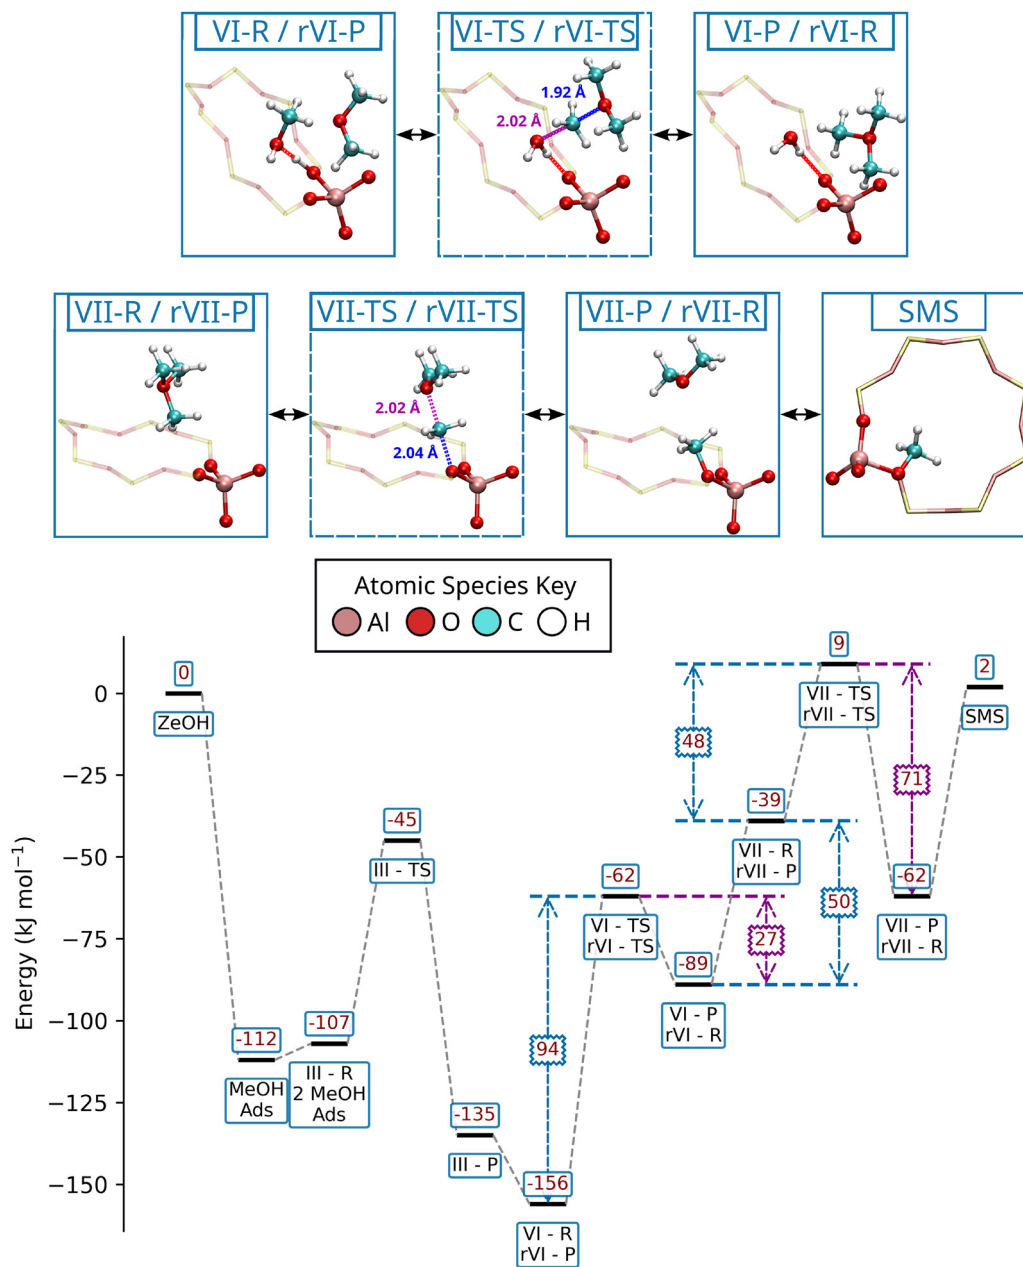 VI-R / rVI-P
VI-TS / rVI-TS
VI-P / rVI-R
1.92 Å
2.02 Å
VII-R / rVII-P
VII-TS / rVII-TS
VII-P / rVII-R
SMS
2.02 Å
2.04 Å
Atomic Species Key
Al O C H
Energy (kJ mol⁻¹)
0
−25
−50
−75
−100
−125
−150
0
ZeOH
-112
MeOH
Ads
-107
III - R
2 MeOH
Ads
-45
III - TS
-135
III - P
-156
VI - R
rVI - P
94
-62
VI - TS
rVI - TS
27
-89
VI - P
rVI - R
50
-39
VII - R
rVII - P
48
9
VII - TS
rVII - TS
71
-62
VII - P
rVII - R
2
SMS